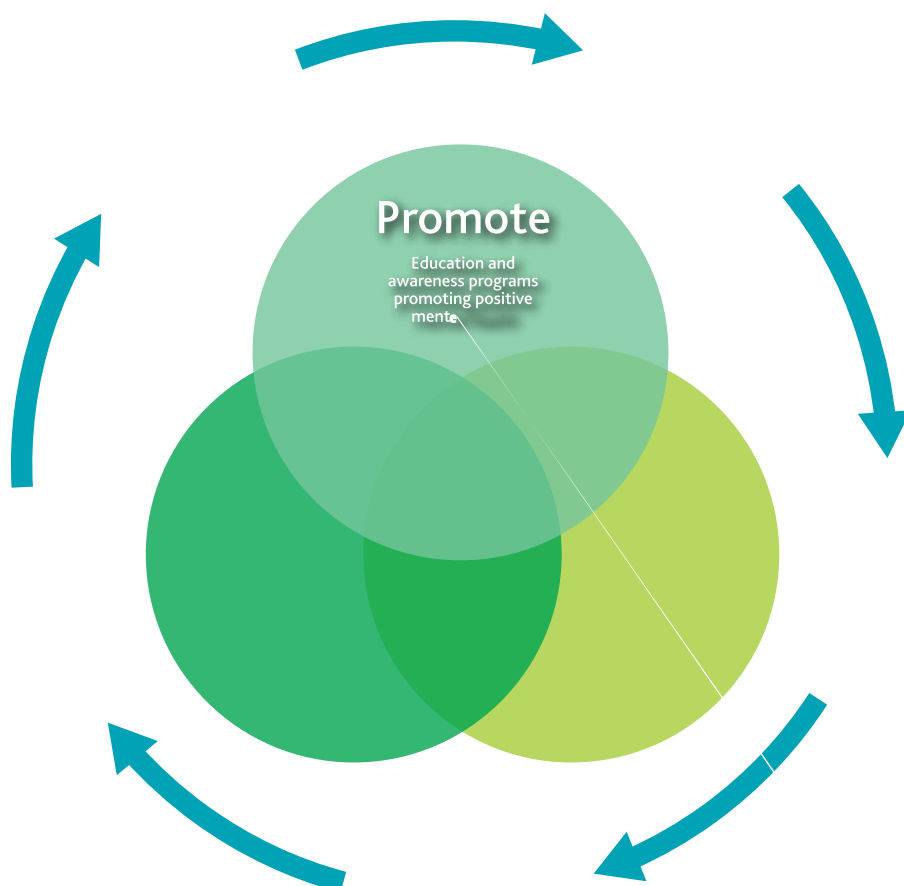 Promote
Education and
awareness programs
promoting positive